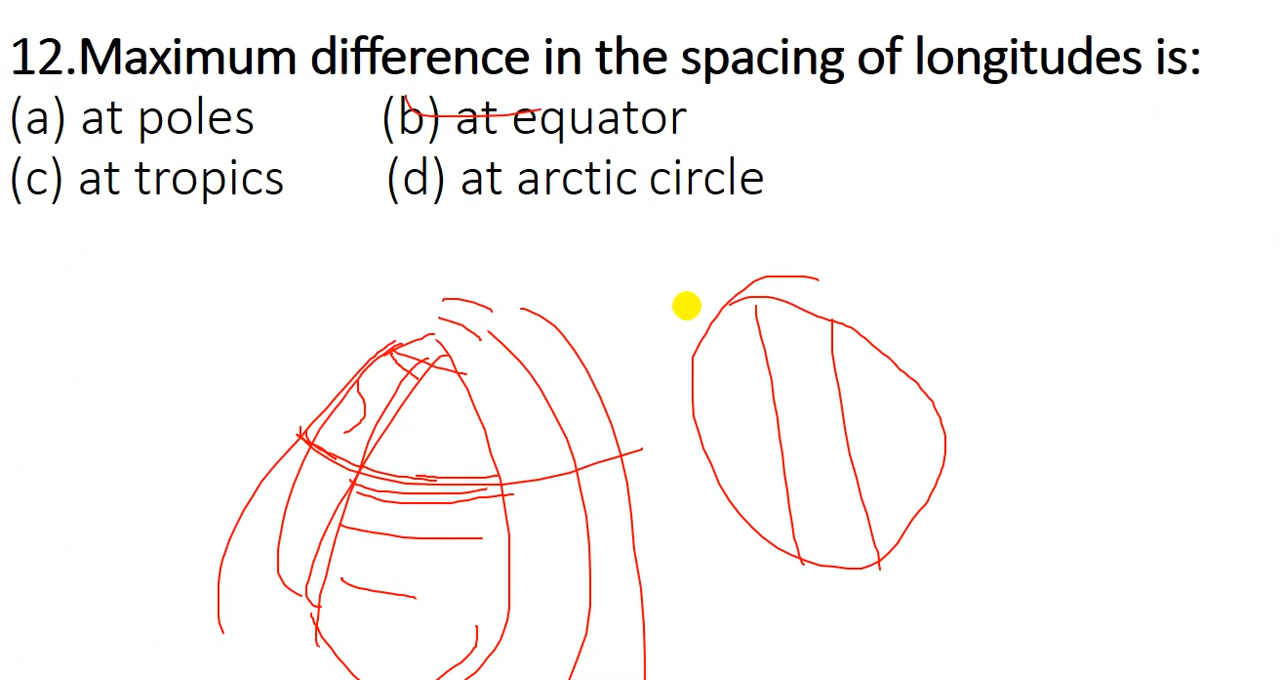 12.Maximum difference in the spacing of longitudes is:
(a) at poles (b) at equator
(c) at tropics (d) at arctic circle